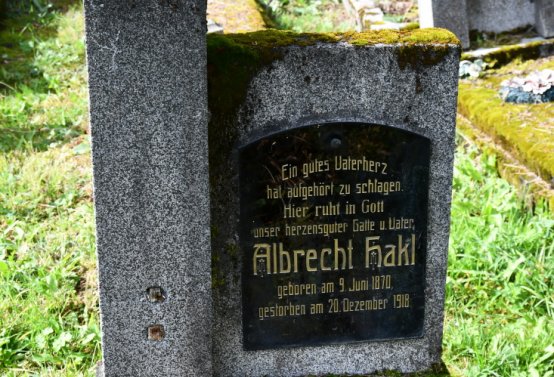 Ein gutes Vaterherz
hat aufgehört zu schlagen.
Hier ruht in Gott
unser herzensguter Gatte u. Vater,
Albrecht Hakl
geboren am 9. Juni 1870.
gestorben am 20. Dezember 1918.